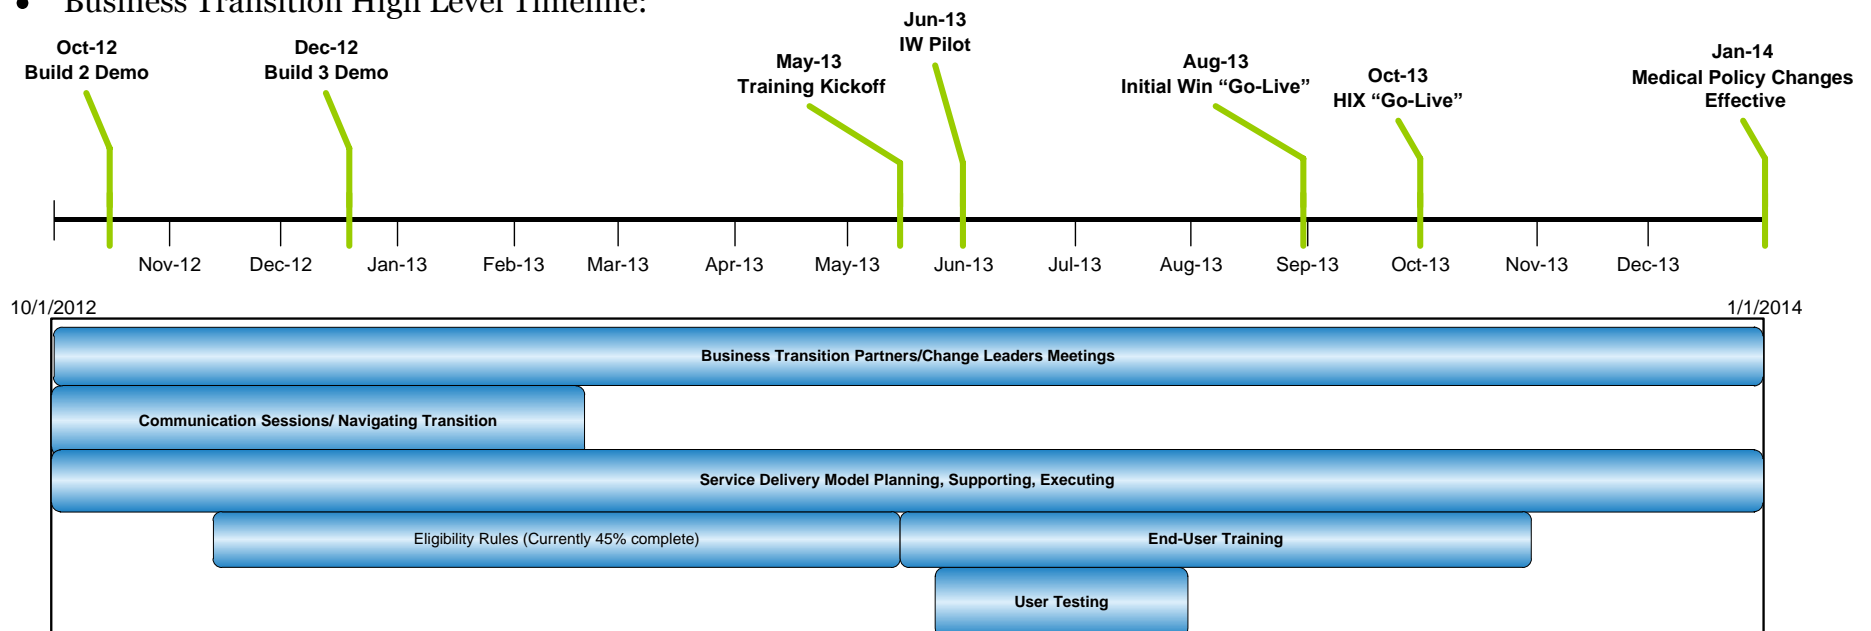 • Business Transition High Level Timeline:
Oct-12
Build 2 Demo
Dec-12
Build 3 Demo
May-13
Training Kickoff
Jun-13
IW Pilot
Aug-13
Initial Win “Go-Live”
Oct-13
HIX “Go-Live”
Jan-14
Medical Policy Changes
Effective
Nov-12 Dec-12 Jan-13 Feb-13 Mar-13 Apr-13 May-13 Jun-13 Jul-13 Aug-13 Sep-13 Oct-13 Nov-13 Dec-13
10/1/2012 1/1/2014
Business Transition Partners/Change Leaders Meetings
Communication Sessions/ Navigating Transition
Service Delivery Model Planning, Supporting, Executing
Eligibility Rules (Currently 45% complete) End-User Training
User Testing